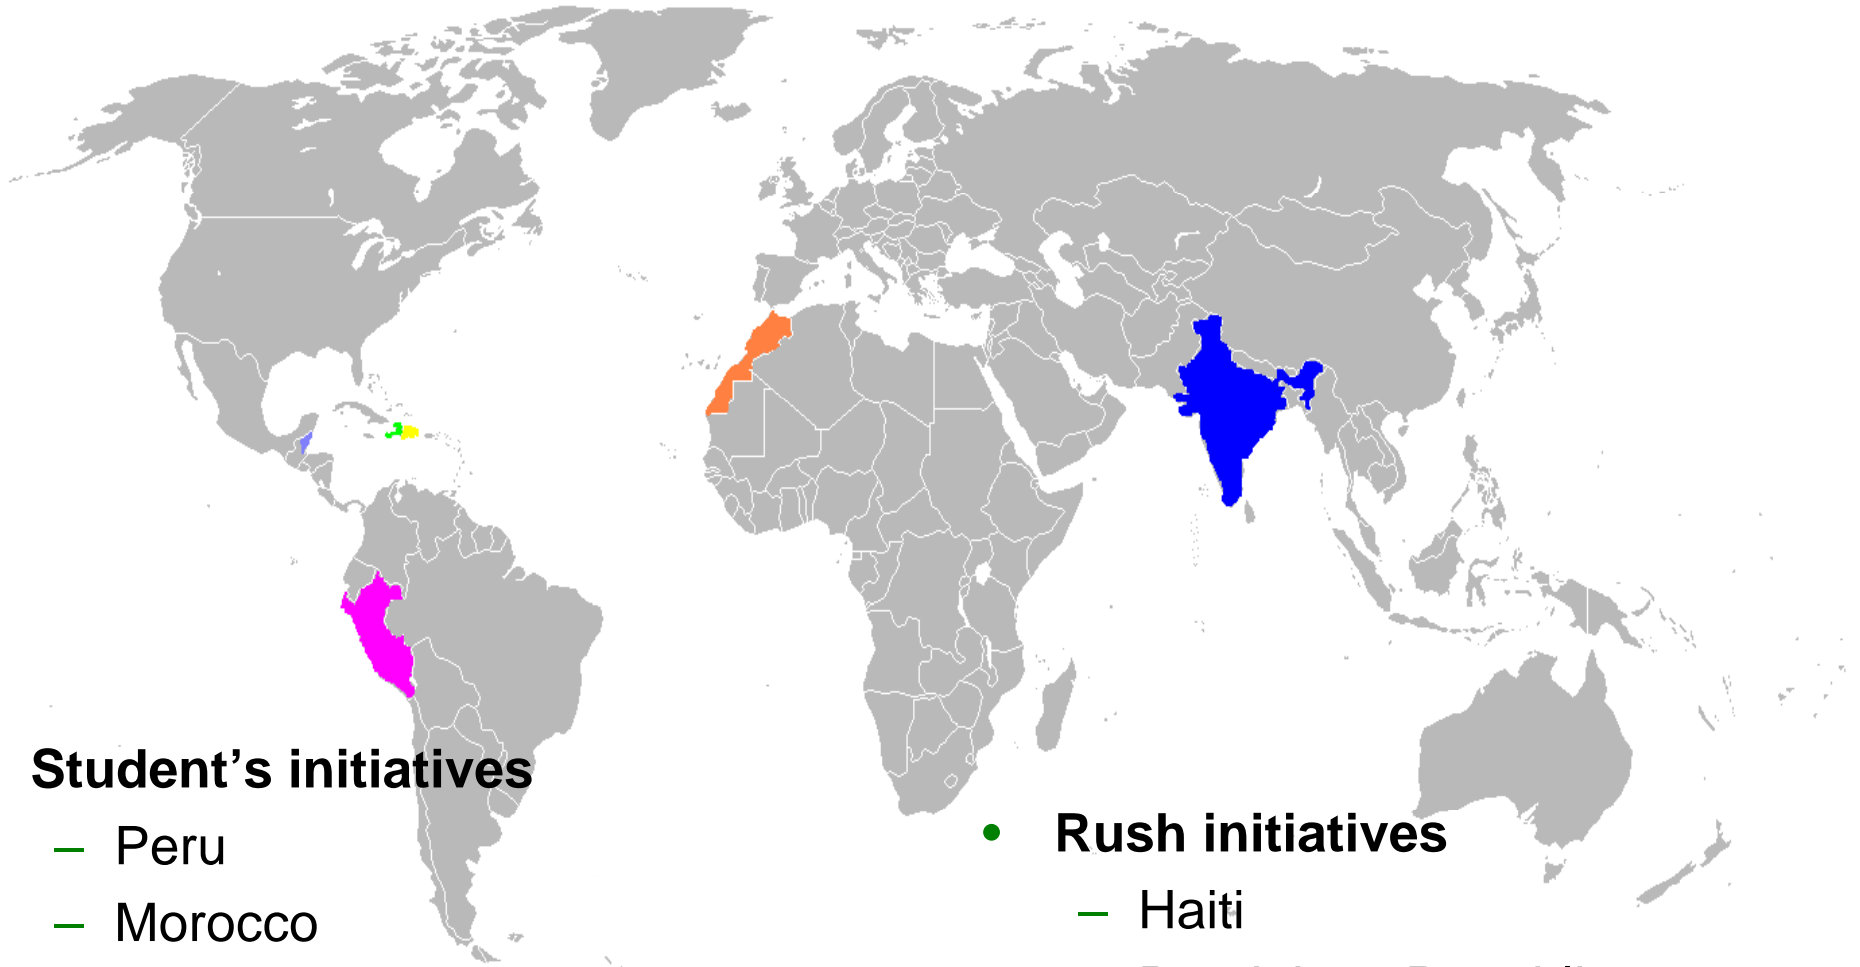 Student’s initiatives
– Peru
– Morocco
• Rush initiatives
– Haiti